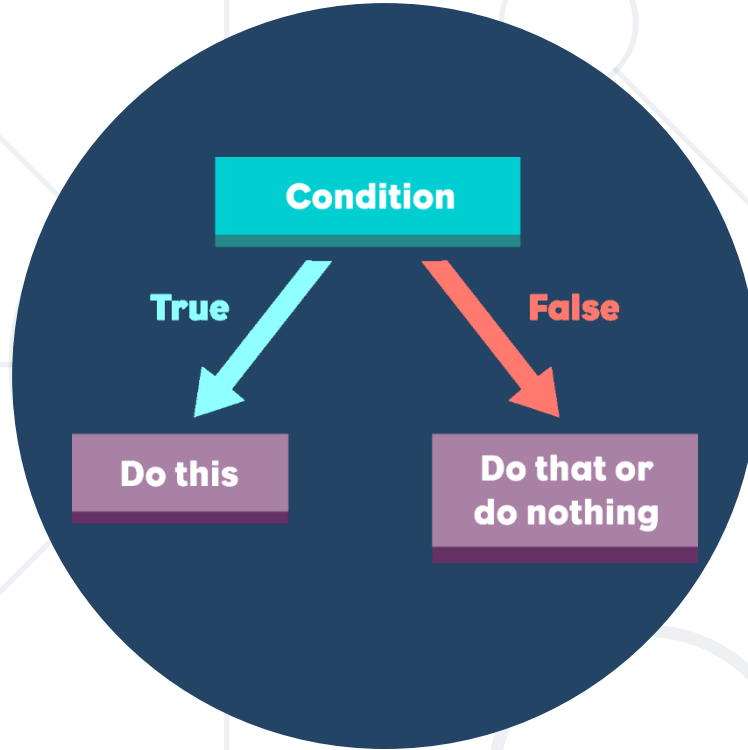 Condition
True
False
Do this
Do that or
do nothing